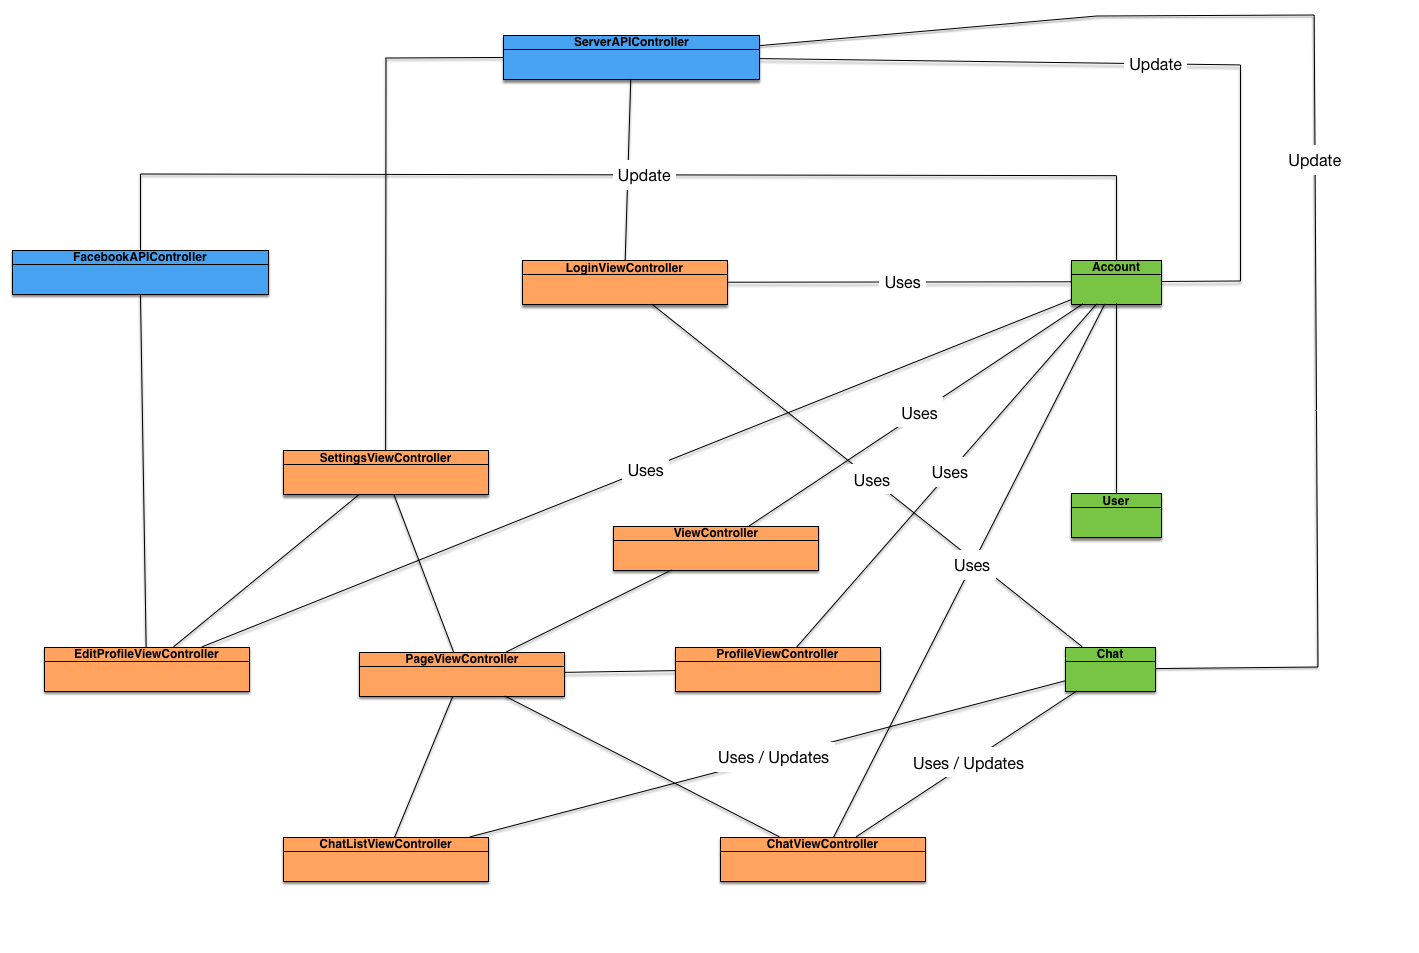 ServerAPIController
Update
Update
Update
FacebookAPIController
LoginViewController
Account
Uses
Uses
SettingsViewController
Uses
Uses
Uses
User
ViewController
Uses
EditProfileViewController
PageViewController
ProfileViewController
Chat
Uses / Updates
Uses / Updates
ChatListViewController
ChatViewController